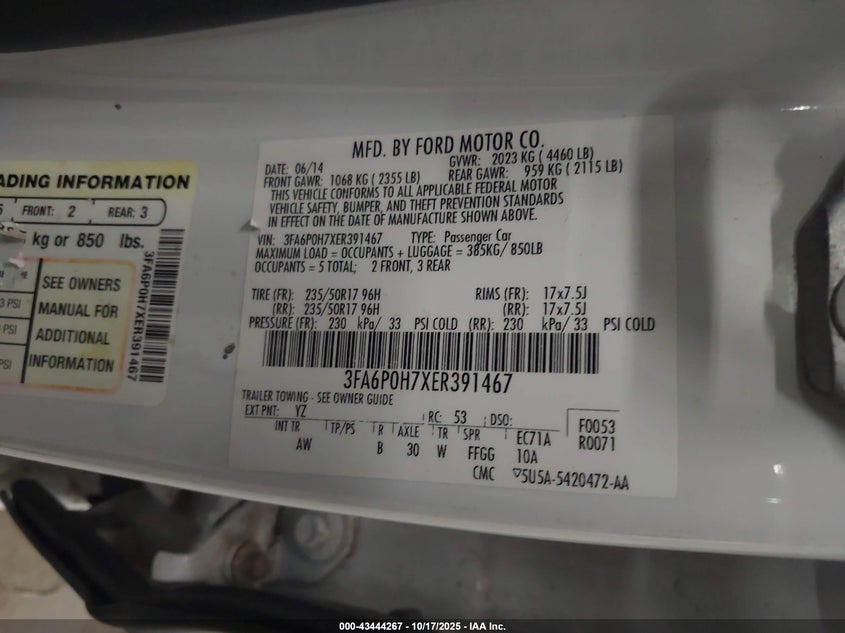 MFD. BY FORD MOTOR CO.
DATE: 06/14 GVWR: 2023 KG ( 4460 LB)
FRONT GAWR: 1068 KG ( 2355 LB) REAR GAWR: 959 KG ( 2115 LB)
THIS VEHICLE CONFORMS TO ALL APPLICABLE FEDERAL MOTOR
VEHICLE SAFETY, BUMPER, AND THEFT PREVENTION STANDARDS
IN EFFECT ON THE DATE OF MANUFACTURE SHOWN ABOVE.
VIN: 3FA6P0H7XER391467 TYPE: Passenger Car
MAXIMUM LOAD = OCCUPANTS + LUGGAGE = 385KG/ 850LB
OCCUPANTS = 5 TOTAL; 2 FRONT, 3 REAR
TIRE (FR): 235/50R17 96H RIMS (FR): 17x7.5J
(RR): 235/50R17 96H (RR): 17x7.5J
PRESSURE (FR): 230 kPa/ 33 PSI COLD (RR): 230 kPa/ 33 PSI COLD
3FA6P0H7XER391467
TRAILER TOWING - SEE OWNER GUIDE
EXT PNT: YZ RC: 53 DSO: F0053
INT TR TP/PS R AXLE TR SPR EC71A R0071
AW B 30 W FFGG 10A
CMC ▽5U5A-5420472-AA
ADING INFORMATION
FRONT: 2 REAR: 3
kg or 850 lbs.
3FA6P0H7XER391467
SEE OWNERS
MANUAL FOR
ADDITIONAL
INFORMATION
3 PSI
PSI
PSI
000-43444267 - 10/17/2025 - IAA Inc.